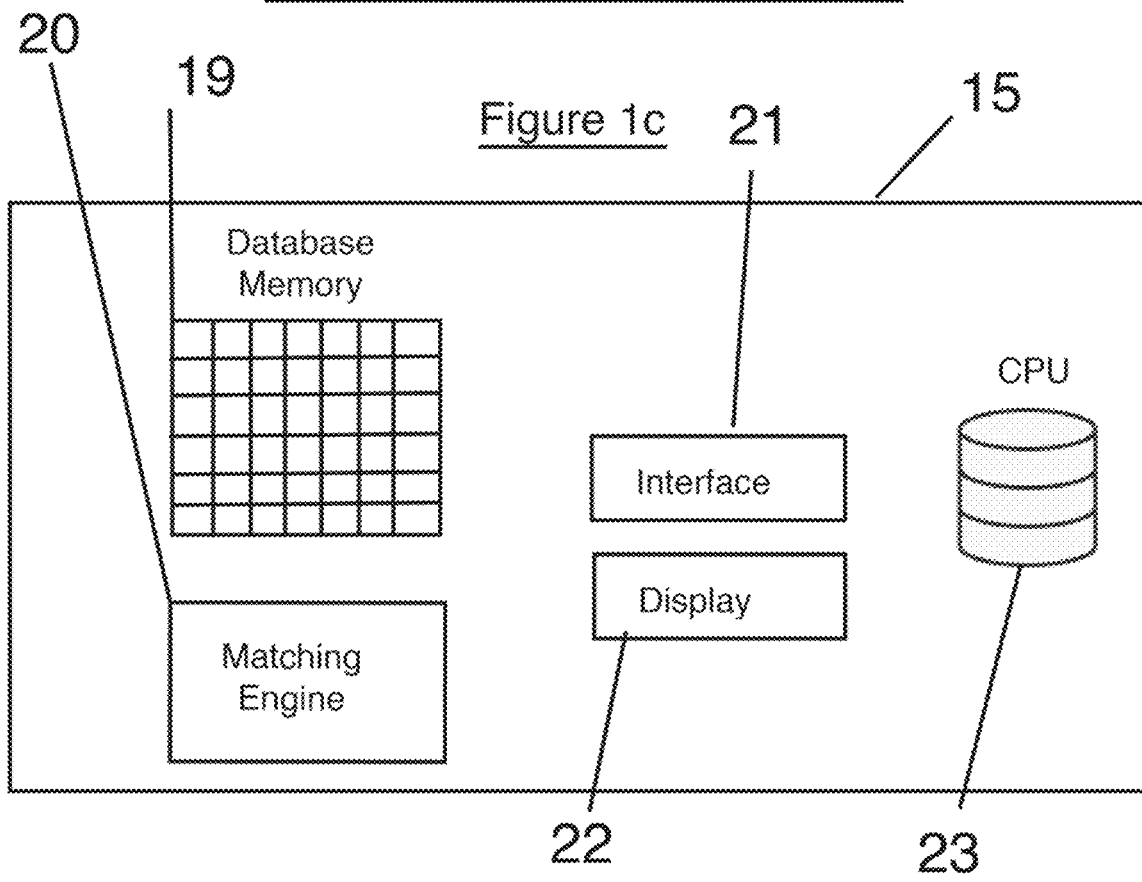 20
19
Figure 1c
21
15
Database
Memory
CPU
Interface
Display
Matching
Engine
22
23